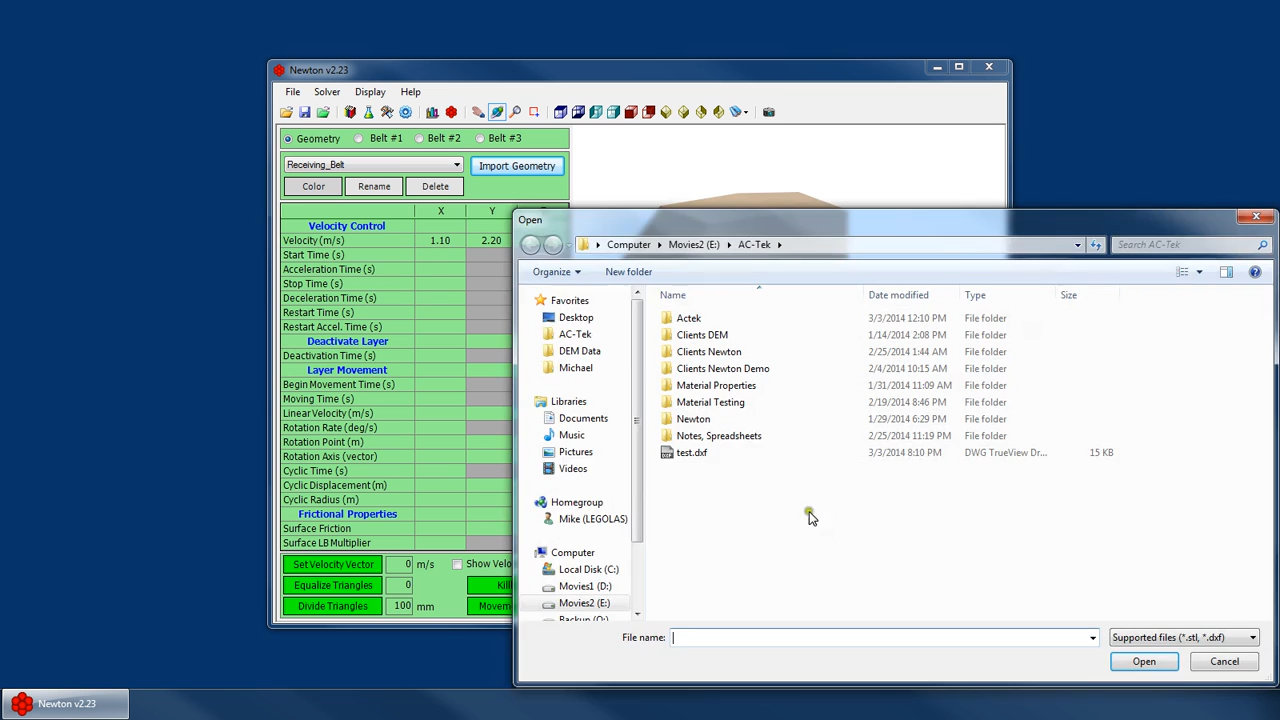 Newton v2.23
File Solver Display Help
Geometry Belt #1 Belt #2 Belt #3
Receiving_Belt Import Geometry
Color Rename Delete
X Y
Velocity Control
Velocity (m/s) 1.10 2.20
Start Time (s)
Acceleration Time (s)
Stop Time (s)
Deceleration Time (s)
Restart Time (s)
Restart Accel. Time (s)
Deactivate Layer
Deactivation Time (s)
Layer Movement
Begin Movement Time (s)
Moving Time (s)
Linear Velocity (m/s)
Rotation Rate (deg/s)
Rotation Point (m)
Rotation Axis (vector)
Cyclic Time (s)
Cyclic Displacement (m)
Cyclic Radius (m)
Frictional Properties
Surface Friction
Surface LB Multiplier
Set Velocity Vector 0 m/s Show Velo
Equalize Triangles 0 Kill
Divide Triangles 100 mm Movem
Open
Computer Movies2 (E:) AC-Tek Search AC-Tek
Organize New folder
Favorites
Desktop
AC-Tek
DEM Data
Michael
Libraries
Documents
Music
Pictures
Videos
Homegroup
Mike (LEGOLAS)
Computer
Local Disk (C:)
Movies1 (D:)
Movies2 (E:)
Name Date modified Type Size
Actek 3/3/2014 12:10 PM File folder
Clients DEM 1/14/2014 2:08 PM File folder
Clients Newton 2/25/2014 1:44 AM File folder
Clients Newton Demo 2/4/2014 10:15 AM File folder
Material Properties 1/31/2014 11:09 AM File folder
Material Testing 2/19/2014 8:46 PM File folder
Newton 1/29/2014 6:29 PM File folder
Notes, Spreadsheets 2/25/2014 11:19 PM File folder
test.dxf 3/3/2014 8:10 PM DWG TrueView Dr... 15 KB
File name: Supported files (*.stl, *.dxf)
Open Cancel
Newton v2.23